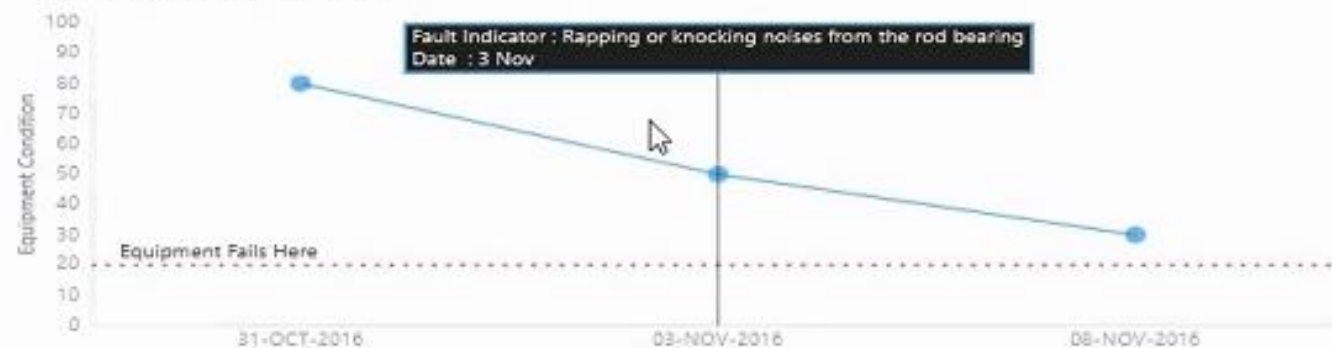 100
Fault Indicator : Rapping or knocking noises from the rod bearing
90
Date : 3 Nov
80
70
60
50
40
30
Equipment Fails Here
20
10
0
Equipment Condition
31-OCT-2016
03-NOV-2016
08-NOV-2016